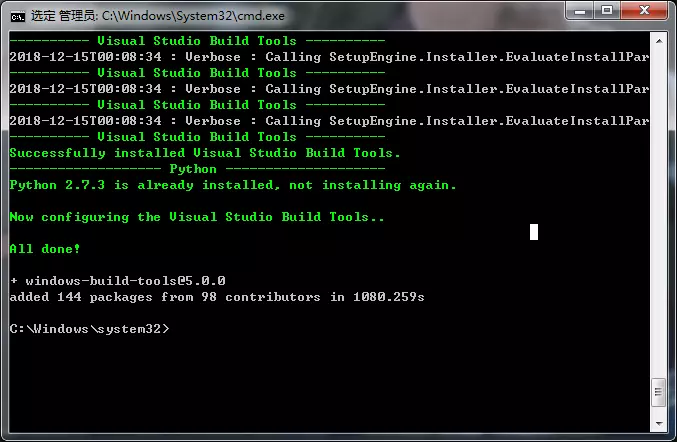 选定 管理员: C:\Windows\System32\cmd.exe
---------- Visual Studio Build Tools ----------
2018-12-15T00:08:34 : Verbose : Calling SetupEngine.Installer.EvaluateInstallPar
---------- Visual Studio Build Tools ----------
2018-12-15T00:08:34 : Verbose : Calling SetupEngine.Installer.EvaluateInstallPar
---------- Visual Studio Build Tools ----------
2018-12-15T00:08:34 : Verbose : Calling SetupEngine.Installer.EvaluateInstallPar
---------- Visual Studio Build Tools ----------
Successfully installed Visual Studio Build Tools.
------------------- Python --------------------
Python 2.7.3 is already installed, not installing again.
Now configuring the Visual Studio Build Tools..
All done!
+ windows-build-tools@5.0.0
added 144 packages from 98 contributors in 1080.259s
C:\Windows\system32>